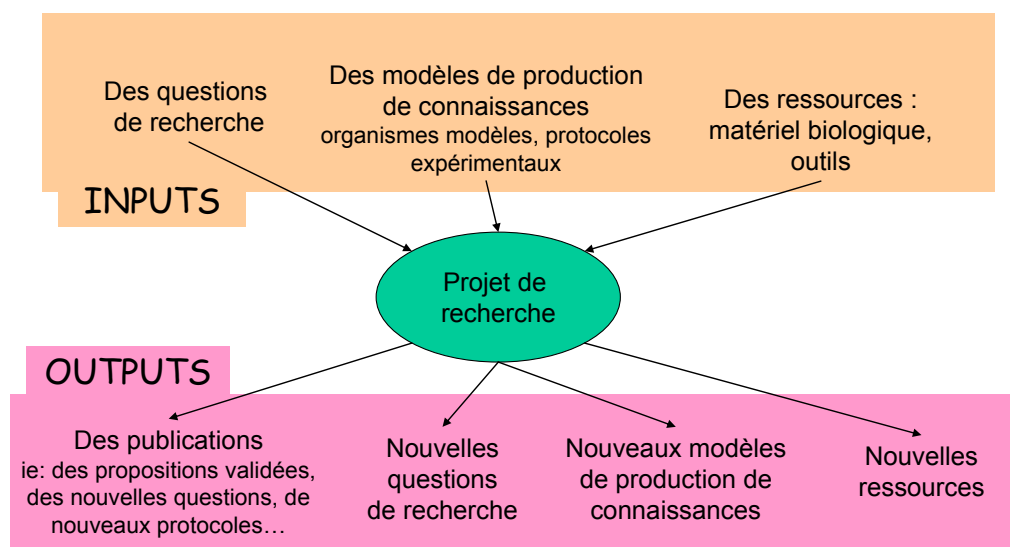 Des questions
de recherche
Des modèles de production
de connaissances
organismes modèles, protocoles
expérimentaux
Des ressources :
matériel biologique,
outils
INPUTS
Projet de
recherche
OUTPUTS
Des publications
ie: des propositions validées,
des nouvelles questions, de
nouveaux protocoles…
Nouvelles
questions
de recherche
Nouveaux modèles
de production de
connaissances
Nouvelles
ressources